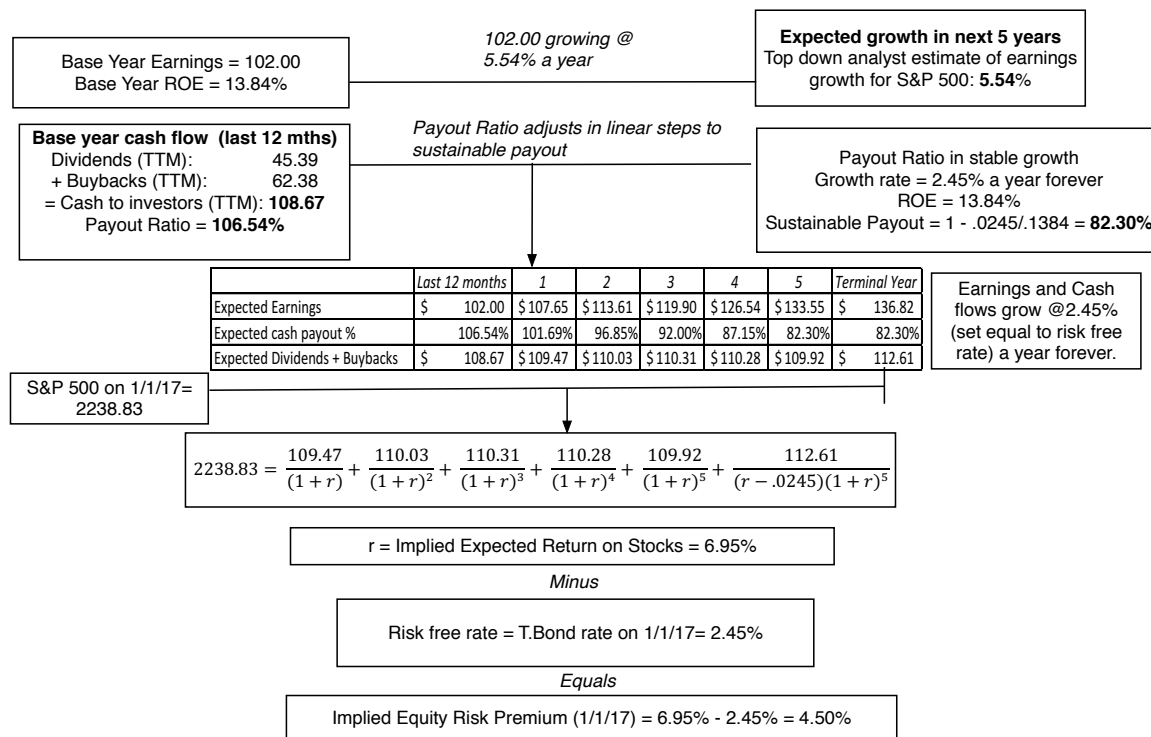 Base Year Earnings = 102.00
Base Year ROE = 13.84%
102.00 growing @
5.54% a year
Expected growth in next 5 years
Top down analyst estimate of earnings
growth for S&P 500: 5.54%
Base year cash flow (last 12 mths)
Dividends (TTM): 45.39
+ Buybacks (TTM): 62.38
= Cash to investors (TTM): 108.67
Payout Ratio = 106.54%
Payout Ratio adjusts in linear steps to
sustainable payout
Payout Ratio in stable growth
Growth rate = 2.45% a year forever
ROE = 13.84%
Sustainable Payout = 1 - .0245/.1384 = 82.30%
Last 12 months 1 2 3 4 5 Terminal Year
Expected Earnings $ 102.00 $107.65 $113.61 $119.90 $126.54 $133.55 $ 136.82
Expected cash payout % 106.54% 101.69% 96.85% 92.00% 87.15% 82.30% 82.30%
Expected Dividends + Buybacks $ 108.67 $109.47 $110.03 $110.31 $110.28 $109.92 $ 112.61
Earnings and Cash
flows grow @2.45%
(set equal to risk free
rate) a year forever.
S&P 500 on 1/1/17=
2238.83
2238.83 = 109.47/(1 + r) + 110.03/(1 + r)^2 + 110.31/(1 + r)^3 + 110.28/(1 + r)^4 + 109.92/(1 + r)^5 + 112.61/((r − .0245)(1 + r)^5)
r = Implied Expected Return on Stocks = 6.95%
Minus
Risk free rate = T.Bond rate on 1/1/17= 2.45%
Equals
Implied Equity Risk Premium (1/1/17) = 6.95% - 2.45% = 4.50%